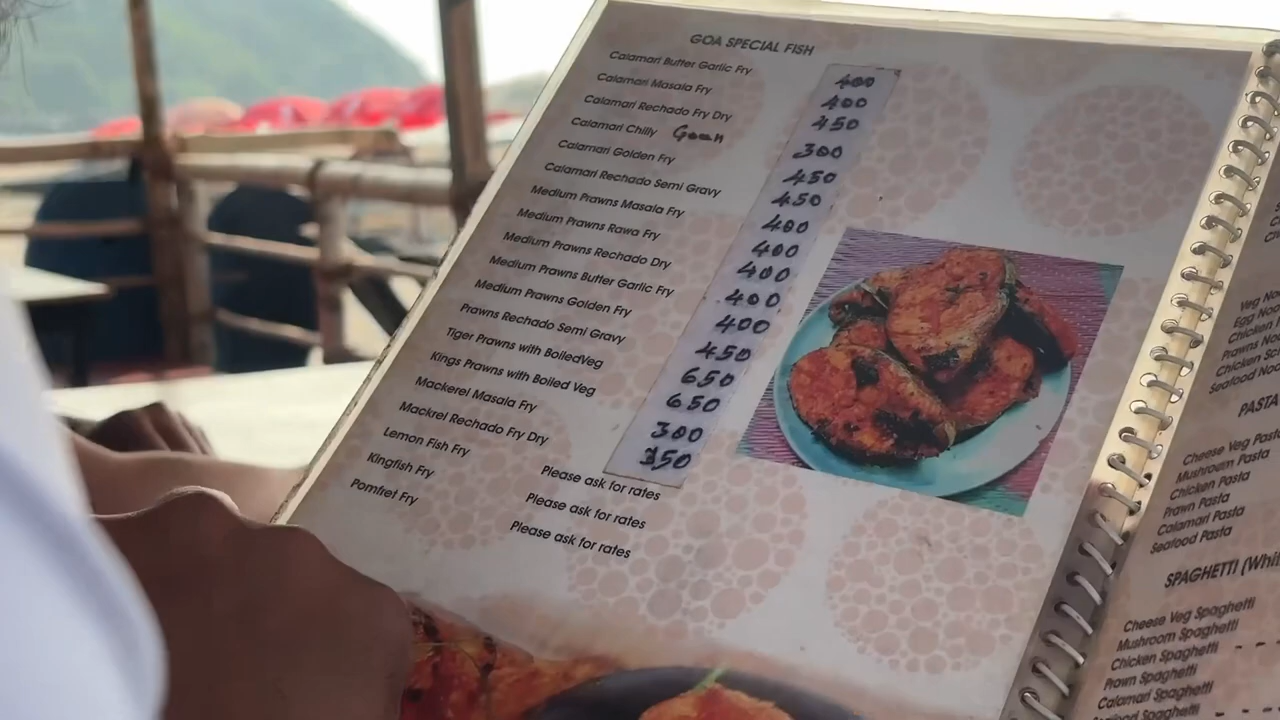 GOA SPECIAL FISH
Calamari Butter Garlic Fry 400
Calamari Masala Fry 400
Calamari Rechado Fry Dry 450
Calamari Chilly Goan 300
Calamari Golden Fry 450
Calamari Rechado Semi Gravy 450
Medium Prawns Masala Fry 400
Medium Prawns Rawa Fry 400
Medium Prawns Rechado Dry 400
Medium Prawns Butter Garlic Fry 400
Medium Prawns Golden Fry 400
Prawns Rechado Semi Gravy 450
Tiger Prawns with BoiledVeg 650
Kings Prawns with Boiled Veg 650
Mackerel Masala Fry 300
Mackrel Rechado Fry Dry 350
Lemon Fish Fry Please ask for rates
Kingfish Fry Please ask for rates
Pomfret Fry Please ask for rates
Veg
Egg
Chicken
Prawns
Chicken
Seafood
PASTA
Cheese Veg Pasta
Mushroom Pasta
Chicken Pasta
Prawn Pasta
Calamari Pasta
Seafood Pasta
SPAGHETTI
Cheese Veg Spaghetti
Mushroom Spaghetti
Chicken Spaghetti
Prawn Spaghetti
Calamari Spaghetti
Spaghetti